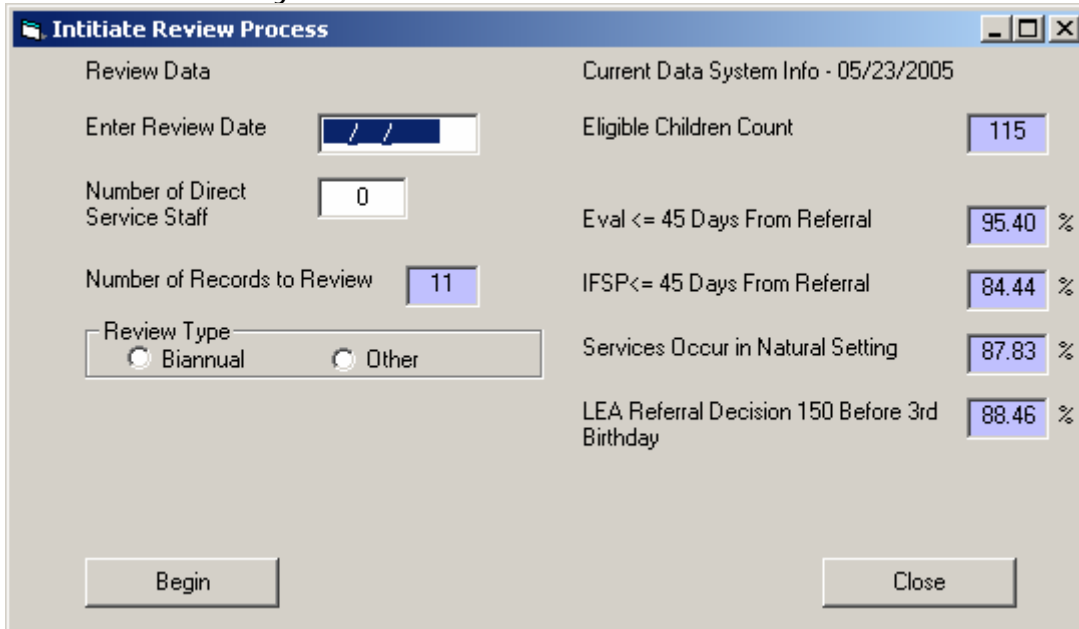 Intitiate Review Process
Review Data
Enter Review Date
_/_/_
Number of Direct
Service Staff
0
Number of Records to Review
11
Review Type
Biannual
Other
Current Data System Info - 05/23/2005
Eligible Children Count
115
Eval <= 45 Days From Referral
95.40 %
IFSP<= 45 Days From Referral
84.44 %
Services Occur in Natural Setting
87.83 %
LEA Referral Decision 150 Before 3rd
Birthday
88.46 %
Begin
Close